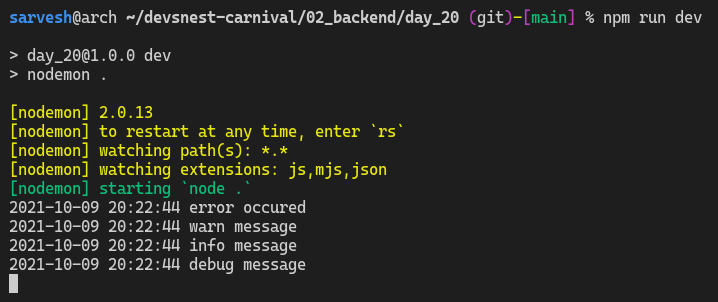 sarvesh@arch ~/devsnest-carnival/02_backend/day_20 (git)-[main] % npm run dev
> day_20@1.0.0 dev
> nodemon .
[nodemon] 2.0.13
[nodemon] to restart at any time, enter `rs`
[nodemon] watching path(s): *.*
[nodemon] watching extensions: js,mjs,json
[nodemon] starting `node .`
2021-10-09 20:22:44 error occured
2021-10-09 20:22:44 warn message
2021-10-09 20:22:44 info message
2021-10-09 20:22:44 debug message